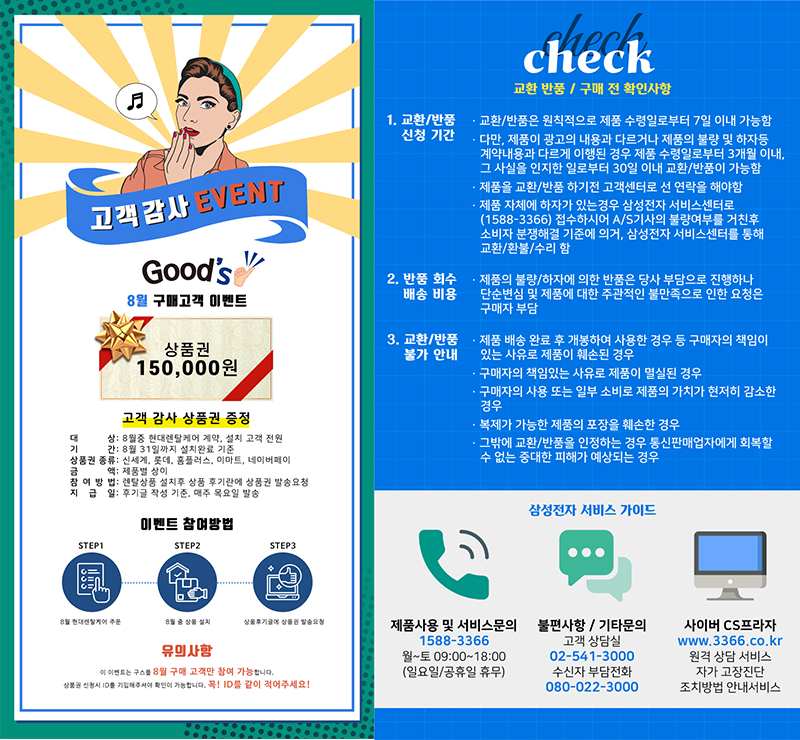 고객 감사 EVENT
Good's
8월 구매고객 이벤트
상품권
150,000원
고객 감사 상품권 증정
대 상: 8월중 현대렌탈케어 계약, 설치 고객 전원
기 간: 8월 31일까지 설치완료 기준
상품권 종류: 신세계, 롯데, 홈플러스, 이마트, 네이버페이
금 액: 제품별 상이
참 여 방 법: 렌탈상품 설치후 상품 후기란에 상품권 발송요청
지 급 일: 후기글 작성 기준, 매주 목요일 발송
이벤트 참여방법
STEP1 STEP2 STEP3
8월 현대렌탈케어 주문 8월 중 상품 설치 상품후기글에 상품권 발송요청
유의사항
이 이벤트는 구스를 8월 구매 고객만 참여 가능합니다.
상품권 신청시 ID를 기입해주셔야 확인이 가능합니다. 꼭! ID를 같이 적어주세요!
check
check
교환 반품 / 구매 전 확인사항
1. 교환/반품
신청 기간
· 교환/반품은 원칙적으로 제품 수령일로부터 7일 이내 가능함
· 다만, 제품이 광고의 내용과 다르거나 제품의 불량 및 하자등
계약내용과 다르게 이행된 경우 제품 수령일로부터 3개월 이내,
그 사실을 인지한 일로부터 30일 이내 교환/반품이 가능함
· 제품을 교환/반품 하기전 고객센터로 선 연락을 해야함
· 제품 자체에 하자가 있는경우 삼성전자 서비스센터로
(1588-3366) 접수하시어 A/S기사의 불량여부를 거친후
소비자 분쟁해결 기준에 의거, 삼성전자 서비스센터를 통해
교환/환불/수리 함
2. 반품 회수
배송 비용
· 제품의 불량/하자에 의한 반품은 당사 부담으로 진행하나
단순변심 및 제품에 대한 주관적인 불만족으로 인한 요청은
구매자 부담
3. 교환/반품
불가 안내
· 제품 배송 완료 후 개봉하여 사용한 경우 등 구매자의 책임이
있는 사유로 제품이 훼손된 경우
· 구매자의 책임있는 사유로 제품이 멸실된 경우
· 구매자의 사용 또는 일부 소비로 제품의 가치가 현저히 감소한
경우
· 복제가 가능한 제품의 포장을 훼손한 경우
· 그밖에 교환/반품을 인정하는 경우 통신판매업자에게 회복할
수 없는 중대한 피해가 예상되는 경우
삼성전자 서비스 가이드
제품사용 및 서비스문의
1588-3366
월~토 09:00~18:00
(일요일/공휴일 휴무)
불편사항 / 기타문의
고객 상담실
02-541-3000
수신자 부담전화
080-022-3000
사이버 CS프라자
www.3366.co.kr
원격 상담 서비스
자가 고장진단
조치방법 안내서비스